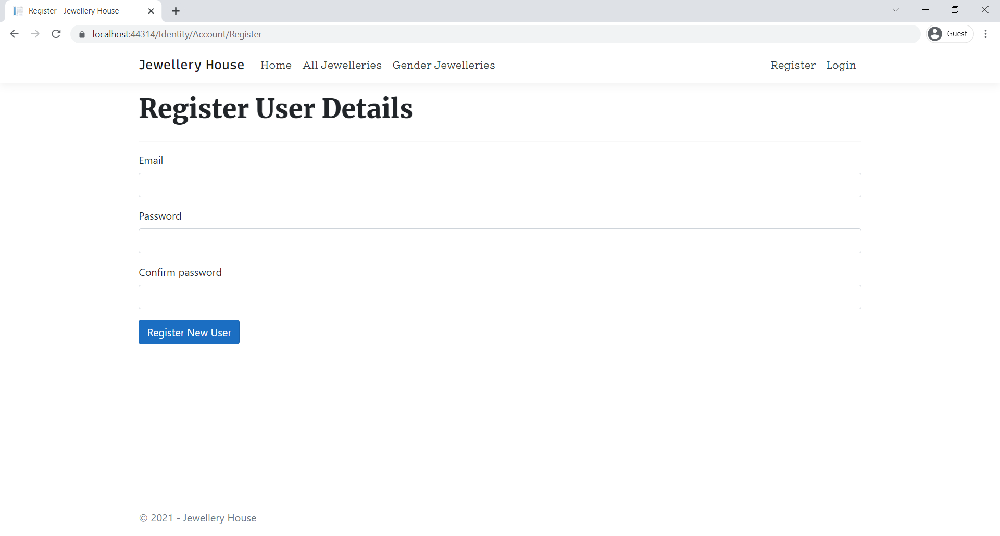 Register - Jewellery House
localhost:44314/Identity/Account/Register
Guest
Jewellery House Home All Jewelleries Gender Jewelleries Register Login
Register User Details
Email
Password
Confirm password
Register New User
© 2021 - Jewellery House